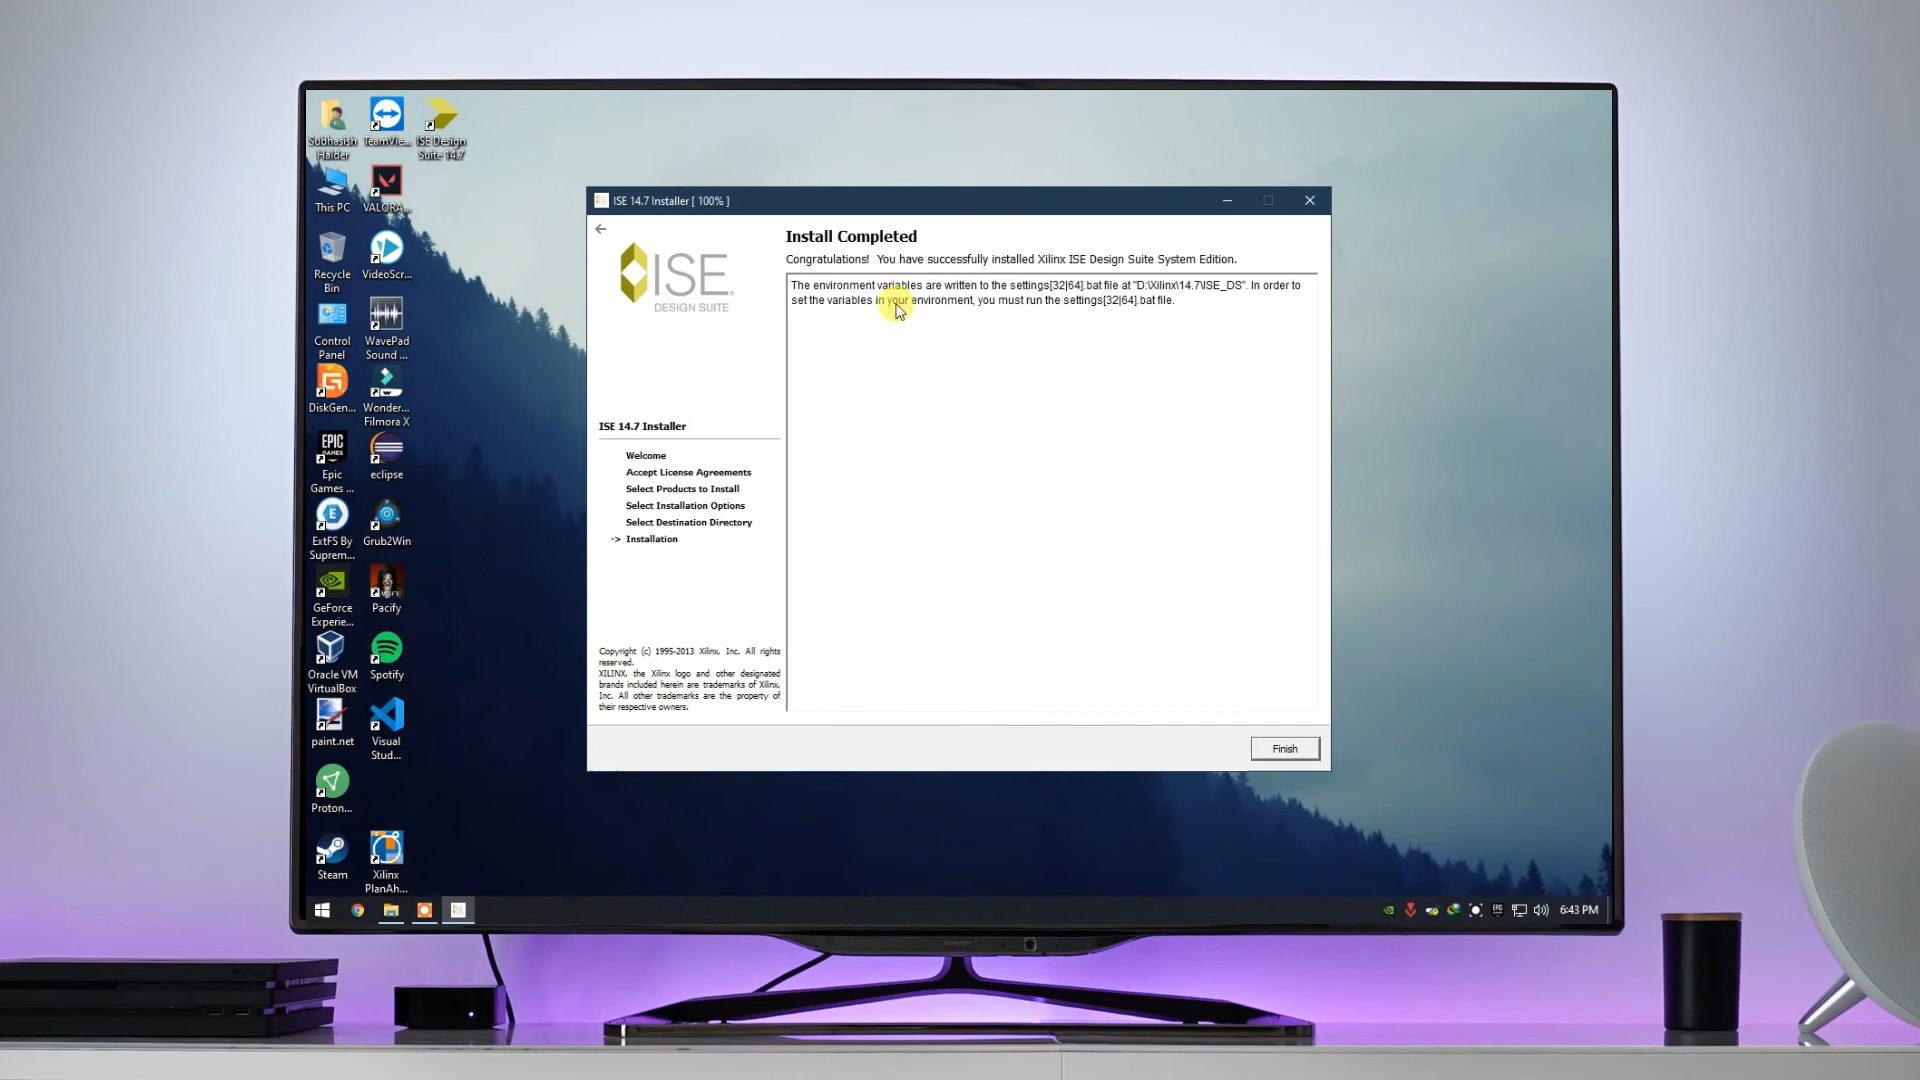 Subhasish
Halder
TeamVie...
ISE Design
Suite 14.7
This PC
VALORA...
Recycle
Bin
VideoScr...
Control
Panel
WavePad
Sound ...
DiskGen...
Wonder...
Filmora X
EPIC
GAMES
Epic
Games ...
eclipse
E
ExtFS By
Suprem...
Grub2Win
GeForce
Experie...
Pacify
Oracle VM
VirtualBox
Spotify
paint.net
Visual
Stud...
Proton...
Steam
Xilinx
PlanAh...
ISE 14.7 Installer [ 100% ]
ISE
DESIGN SUITE
Install Completed
Congratulations! You have successfully installed Xilinx ISE Design Suite System Edition.
The environment variables are written to the settings[32|64].bat file at "D:\Xilinx\14.7\ISE_DS". In order to
set the variables in your environment, you must run the settings[32|64].bat file.
ISE 14.7 Installer
Welcome
Accept License Agreements
Select Products to Install
Select Installation Options
Select Destination Directory
-> Installation
Copyright (c) 1995-2013 Xilinx, Inc. All rights
reserved.
XILINX, the Xilinx logo and other designated
brands included herein are trademarks of Xilinx,
Inc. All other trademarks are the property of
their respective owners.
Finish
6:43 PM